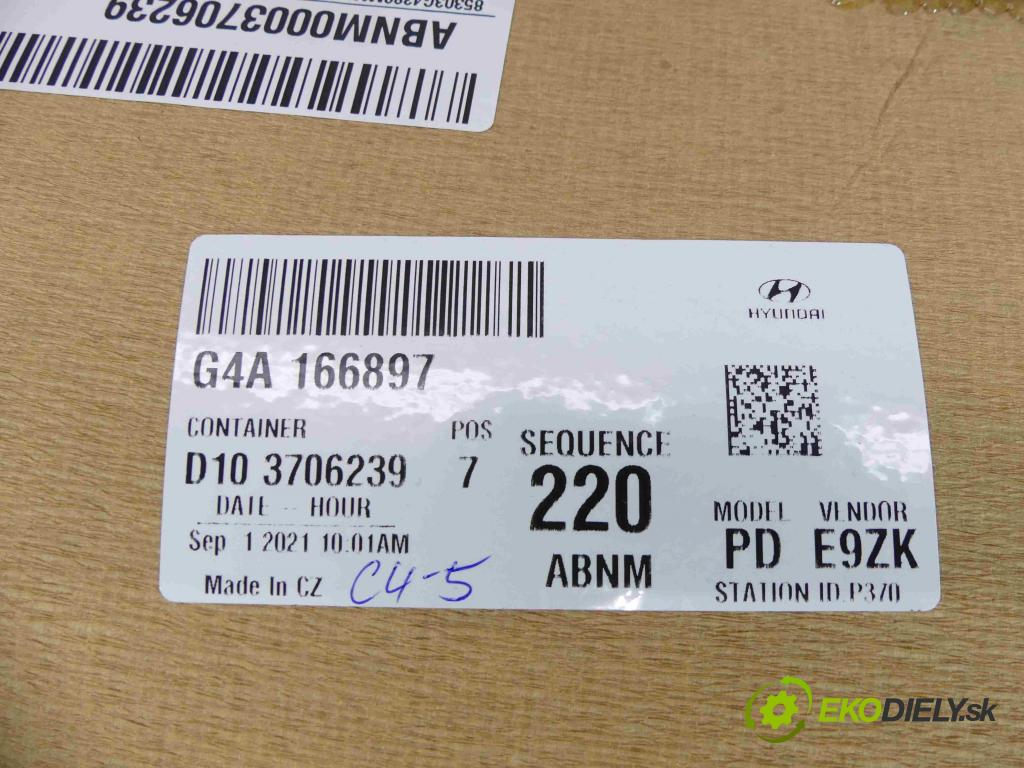 ABNM0003706239
HYUNDAI
G4A 166897
CONTAINER POS
D10 3706239 7
SEQUENCE
220
ABNM
DATE - HOUR
Sep 1 2021 10:01AM
Made In CZ C4-5
MODEL VENDOR
PD E9ZK
STATION ID.P370
EKODIELY.sk